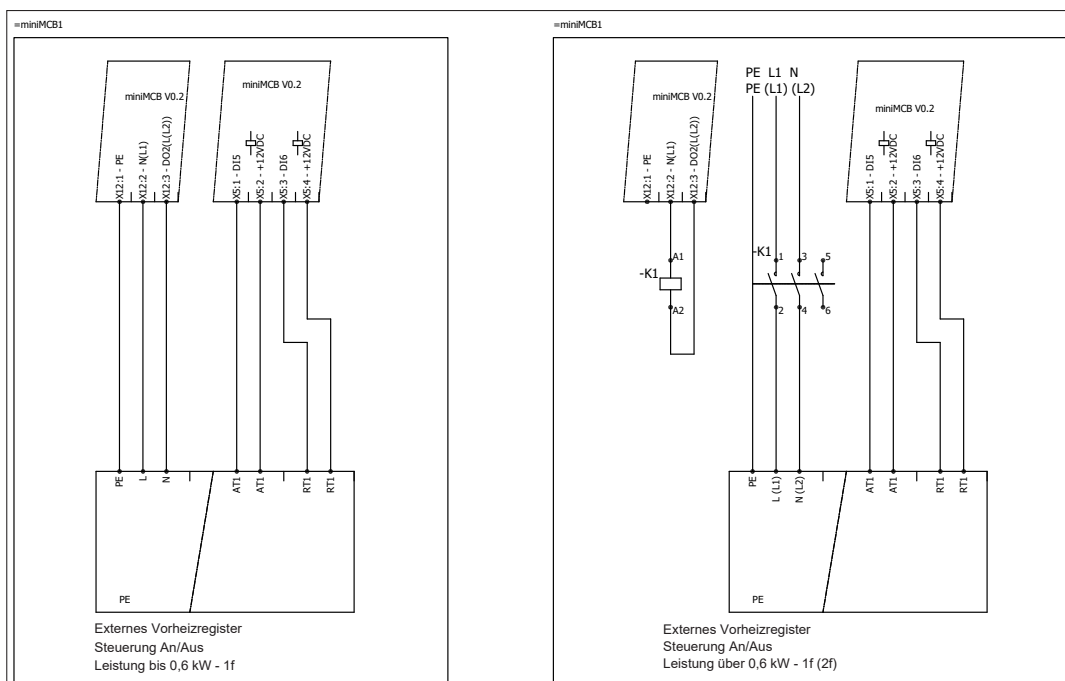 =miniMCB1
miniMCB V0.2
miniMCB V0.2
X12:1 - PE
X12:2 - N(L1)
X12:3 - DO2(L(L2))
X5:1 - DI5
X5:2 - +12VDC
X5:3 - DI6
X5:4 - +12VDC
PE
L
N
AT1
AT1
RT1
RT1
PE
Externes Vorheizregister
Steuerung An/Aus
Leistung bis 0,6 kW - 1f
=miniMCB1
PE L1 N
PE (L1) (L2)
miniMCB V0.2
miniMCB V0.2
X12:1 - PE
X12:2 - N(L1)
X12:3 - DO2(L(L2))
X5:1 - DI5
X5:2 - +12VDC
X5:3 - DI6
X5:4 - +12VDC
A1
-K1
A2
-K1
1
3
5
2
4
6
PE
L (L1)
N (L2)
AT1
AT1
RT1
RT1
PE
Externes Vorheizregister
Steuerung An/Aus
Leistung über 0,6 kW - 1f (2f)